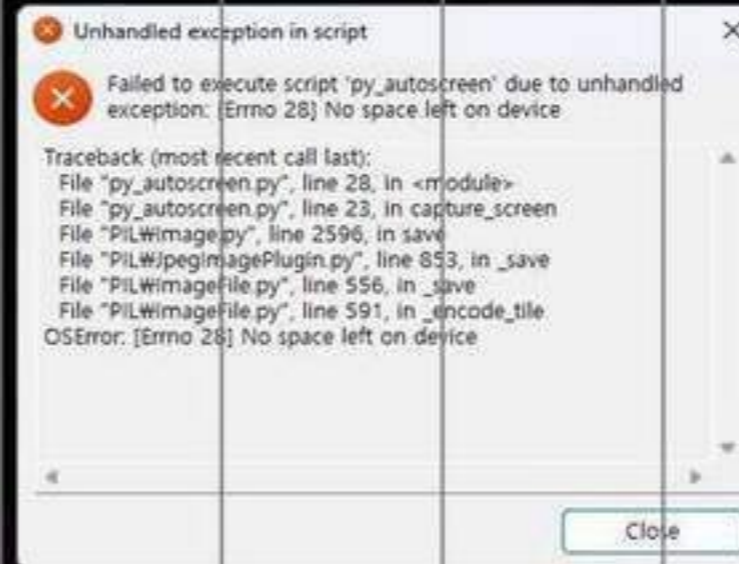 Unhandled exception in script
Failed to execute script 'py_autoscreen' due to unhandled
exception: [Errno 28] No space left on device
Traceback (most recent call last):
File "py_autoscreen.py", line 28, in <module>
File "py_autoscreen.py", line 23, in capture_screen
File "PIL₩Image.py", line 2596, in save
File "PIL₩JpegImagePlugin.py", line 853, in _save
File "PIL₩ImageFile.py", line 556, in _save
File "PIL₩ImageFile.py", line 591, in _encode_tile
OSError: [Errno 28] No space left on device
Close